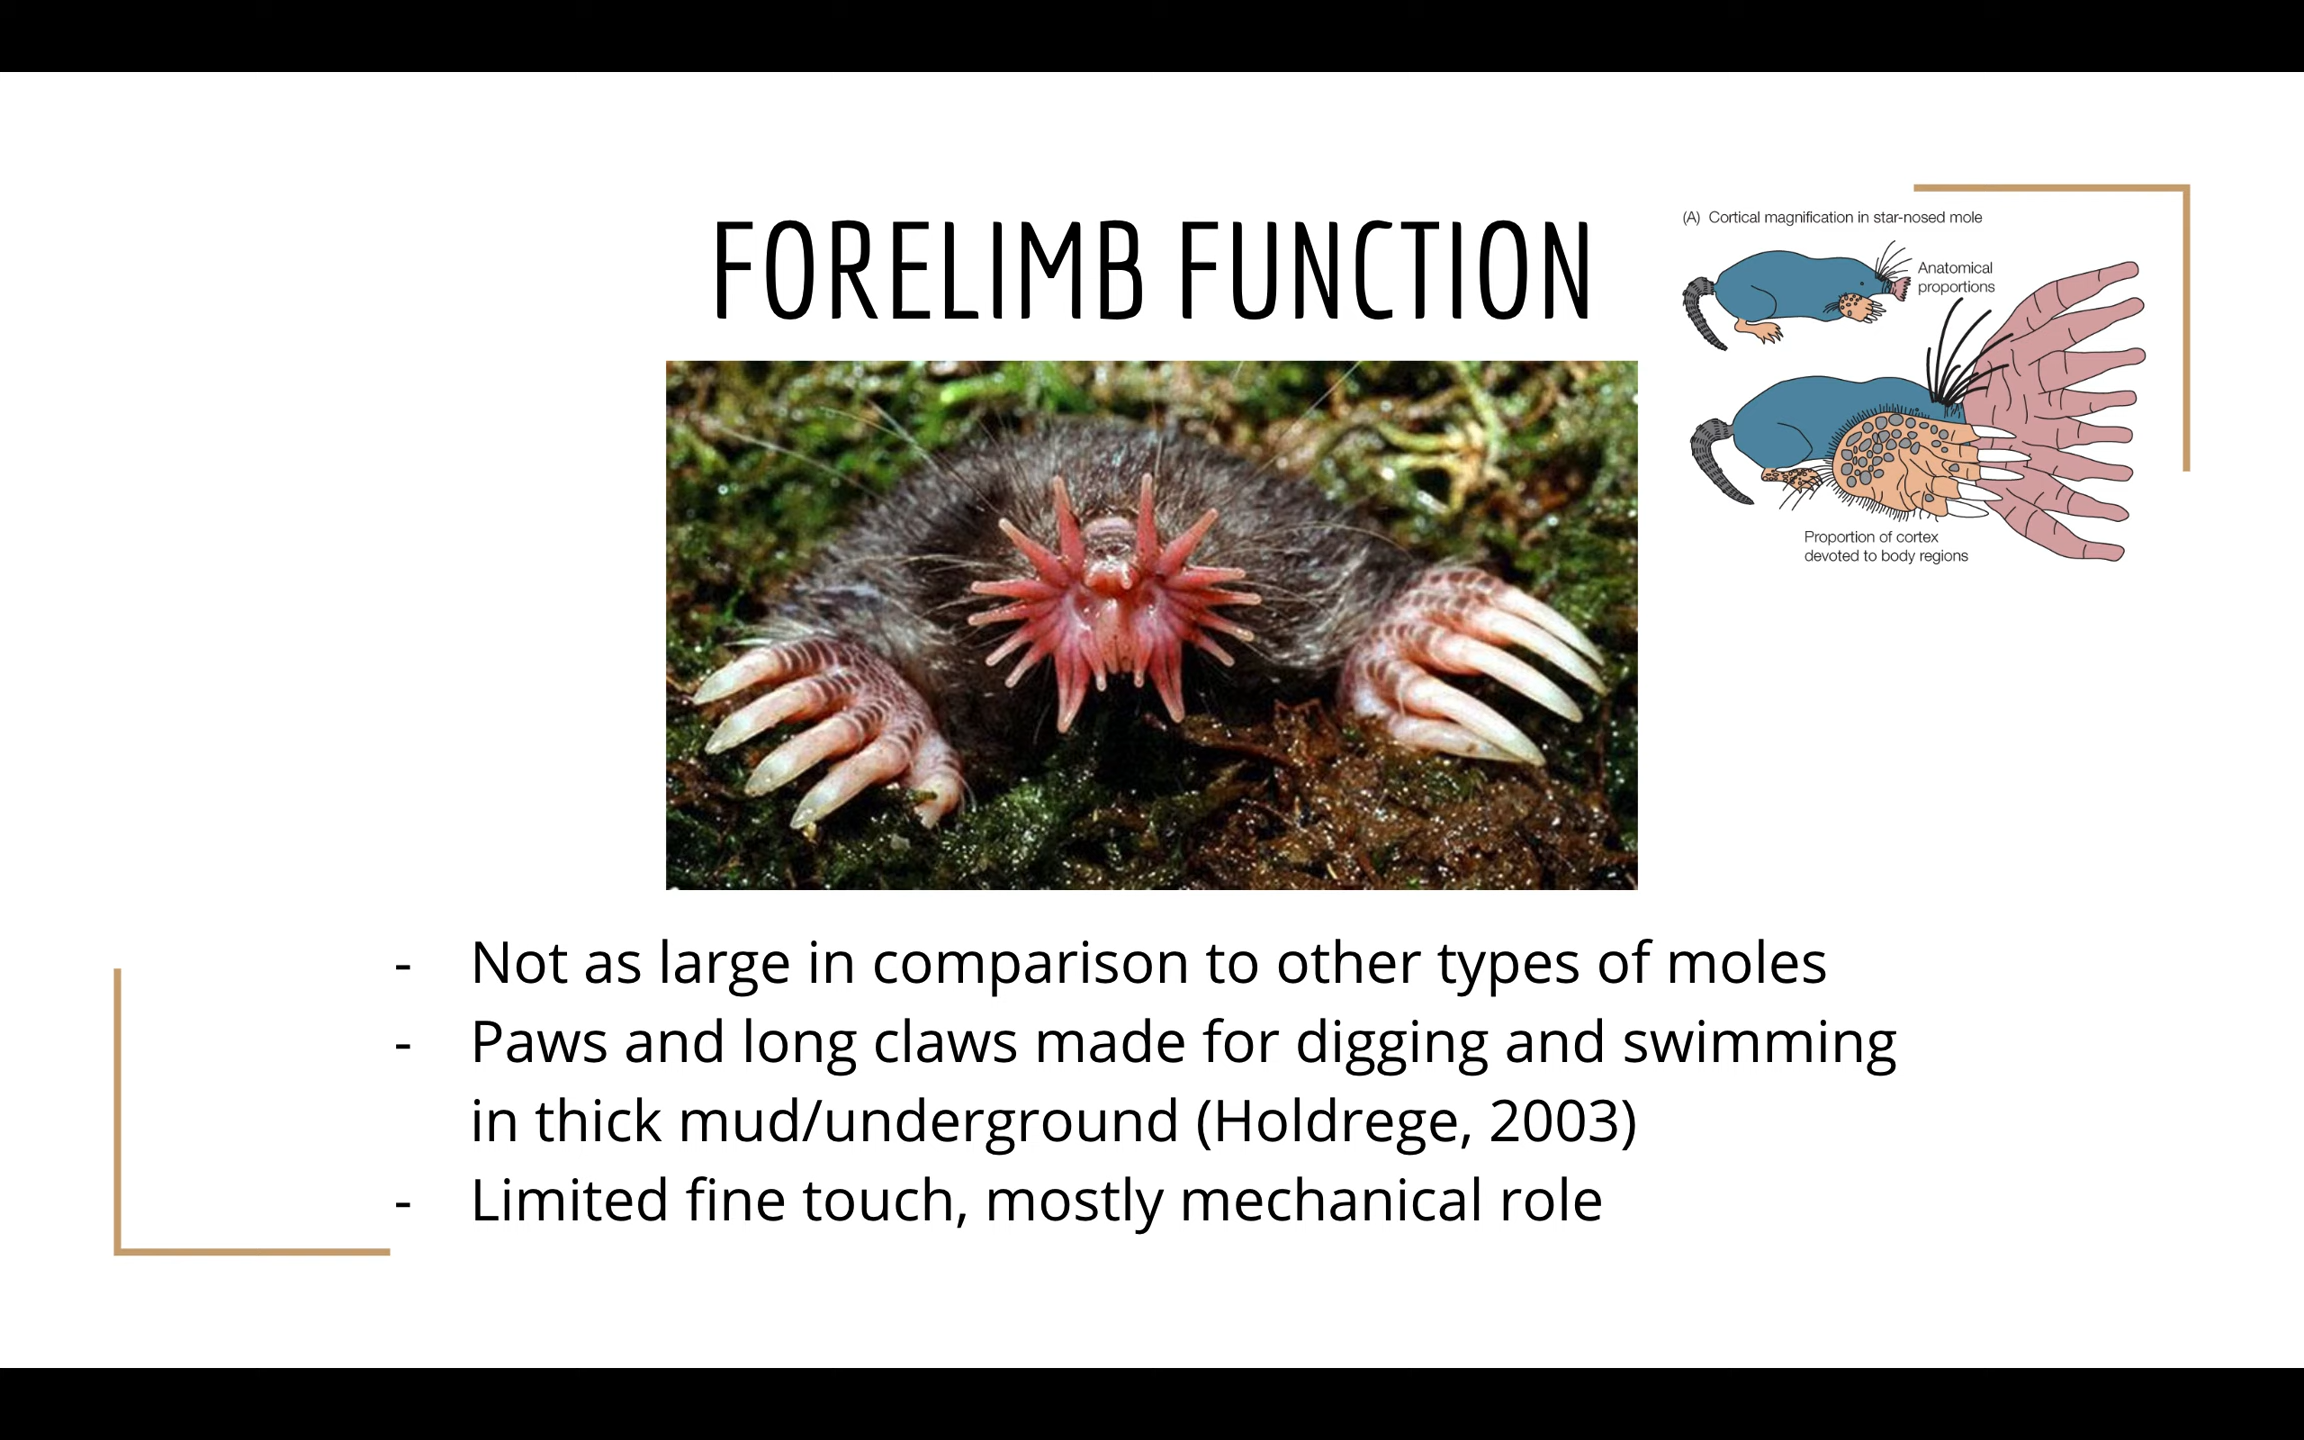 FORELIMB FUNCTION
(A) Cortical magnification in star-nosed mole
Anatomical
proportions
Proportion of cortex
devoted to body regions
- Not as large in comparison to other types of moles
- Paws and long claws made for digging and swimming
in thick mud/underground (Holdrege, 2003)
- Limited fine touch, mostly mechanical role